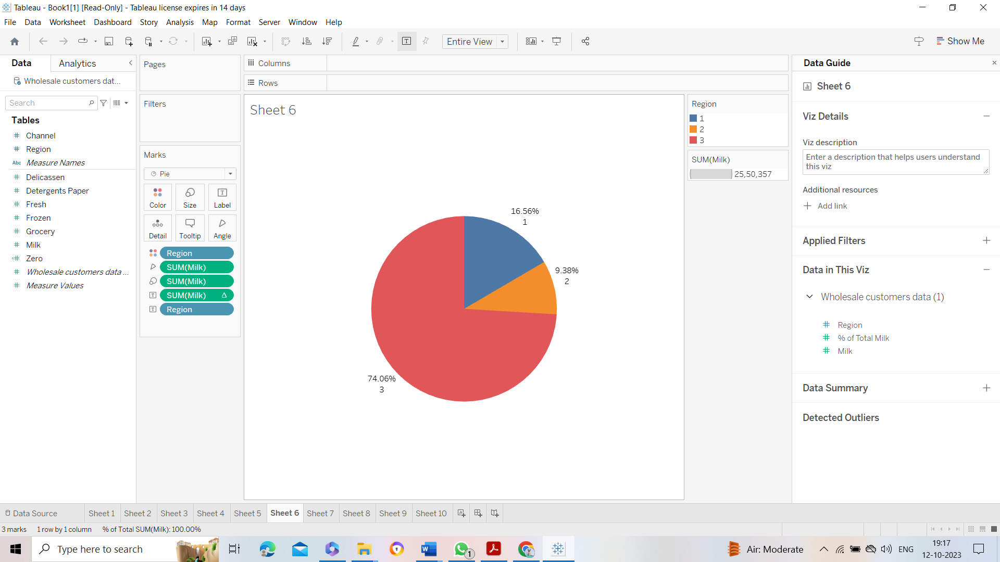 Tableau - Book1[1] [Read-Only] - Tableau license expires in 14 days
File Data Worksheet Dashboard Story Analysis Map Format Server Window Help
Entire View
Show Me
Data
Analytics
Wholesale customers dat...
Search
Tables
Channel
Region
Abc Measure Names
Delicassen
Detergents Paper
Fresh
Frozen
Grocery
Milk
Zero
Wholesale customers data ...
Measure Values
Pages
Filters
Marks
Pie
Color Size Label
Detail Tooltip Angle
Region
SUM(Milk)
SUM(Milk)
SUM(Milk) Δ
Region
Columns
Rows
Sheet 6
16.56%
1
9.38%
2
74.06%
3
Region
1
2
3
SUM(Milk)
25,50,357
Data Guide
Sheet 6
Viz Details
Viz description
Enter a description that helps users understand
this viz
Additional resources
Add link
Applied Filters
Data in This Viz
Wholesale customers data (1)
Region
% of Total Milk
Milk
Data Summary
Detected Outliers
Data Source Sheet 1 Sheet 2 Sheet 3 Sheet 4 Sheet 5 Sheet 6 Sheet 7 Sheet 8 Sheet 9 Sheet 10
3 marks 1 row by 1 column % of Total SUM(Milk): 100.00%
Type here to search
1
Air: Moderate
ENG
19:17
12-10-2023